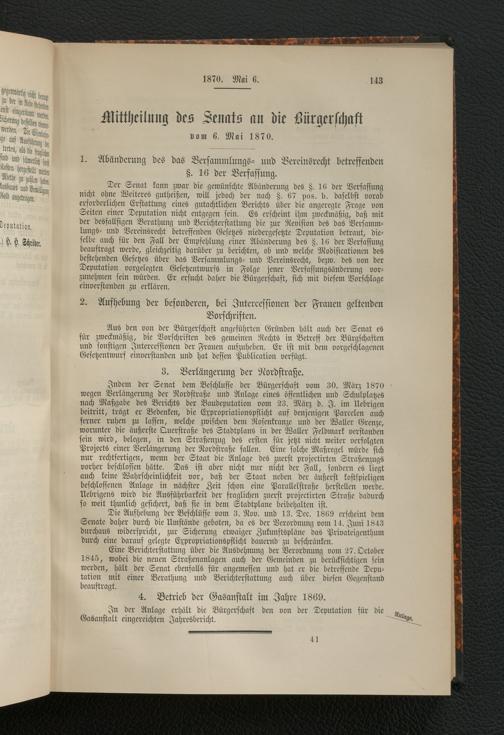 gegenwärtig nicht
Deputation.
H. H. Schröder.
1870. Mai 6.
143
Mittheilung des Senats an die Bürgerschaft
vom 6. Mai 1870.
1. Abänderung des das Versammlungs- und Vereinsrecht betreffenden
§. 16 der Verfassung.
Der Senat kann zwar die gewünschte Abänderung des §. 16 der Verfassung
nicht ohne Weiteres gutheißen, will jedoch der nach §. 67 pos. b. daselbst vorab
erforderlichen Erstattung eines gutachtlichen Berichts über die angeregte Frage von
Seiten einer Deputation nicht entgegen sein. Es erscheint ihm zweckmäßig, daß mit
der desfallsigen Berathung und Berichterstattung die zur Revision des das Versamm-
lungs- und Vereinsrecht betreffenden Gesetzes niedergesetzte Deputation betraut, die-
selbe auch für den Fall der Empfehlung einer Abänderung des §. 16 der Verfassung
beauftragt werde, gleichzeitig darüber zu berichten, ob und welche Modificationen des
bestehenden Gesetzes über das Versammlungs- und Vereinsrecht, bezw. des von der
Deputation vorgelegten Gesetzentwurfs in Folge jener Verfassungsänderung vor-
zunehmen sein würden. Er ersucht daher die Bürgerschaft, sich mit diesem Vorschlage
einverstanden zu erklären.
2. Aufhebung der besonderen, bei Intercessionen der Frauen geltenden
Vorschriften.
Aus den von der Bürgerschaft angeführten Gründen hält auch der Senat es
für zweckmäßig, die Vorschriften des gemeinen Rechts in Betreff der Bürgschaften
und sonstigen Intercessionen der Frauen aufzuheben. Er ist mit dem vorgeschlagenen
Gesetzentwurf einverstanden und hat dessen Publication verfügt.
3. Verlängerung der Nordstraße.
Indem der Senat dem Beschlusse der Bürgerschaft vom 30. März 1870
wegen Verlängerung der Nordstraße und Anlage eines öffentlichen und Schulplatzes
nach Maßgabe des Berichts der Baudeputation vom 23. März d. J. im Uebrigen
beitritt, trägt er Bedenken, die Expropriationspflicht auf denjenigen Parcelen auch
ferner ruhen zu lassen, welche zwischen dem Rosenkranze und der Waller Grenze,
worunter die äußerste Querstraße des Stadtplans in der Waller Feldmark verstanden
sein wird, belegen, in den Straßenzug des ersten für jetzt nicht weiter verfolgten
Projects einer Verlängerung der Nordstraße fallen. Eine solche Maßregel würde sich
nur rechtfertigen, wenn der Staat die Anlage des zuerst projectirten Straßenzugs
vorher beschlossen hätte. Das ist aber nicht nur nicht der Fall, sondern es liegt
auch keine Wahrscheinlichkeit vor, daß der Staat neben der äußerst kostspieligen
beschlossenen Anlage in nächster Zeit schon eine Parallelstraße herstellen werde.
Uebrigens wird die Ausführbarkeit der fraglichen zuerst projectirten Straße dadurch
so weit thunlich gesichert, daß sie in dem Stadtplane beibehalten ist.
Die Aufhebung der Beschlüsse vom 3. Nov. und 13. Dec. 1869 erscheint dem
Senate daher durch die Umstände geboten, da es der Verordnung vom 14. Juni 1843
durchaus widerspricht, zur Sicherung etwaiger Zukunftspläne das Privateigenthum
durch eine darauf gelegte Expropriationspflicht dauernd zu beschränken.
Eine Berichterstattung über die Ausdehnung der Verordnung vom 27. October
1845, wobei die neuen Straßenanlagen auch der Gemeinden zu berücksichtigen sein
werden, hält der Senat ebenfalls für angemessen und hat er die betreffende Depu-
tation mit einer Berathung und Berichterstattung auch über diesen Gegenstand
beauftragt.
4. Betrieb der Gasanstalt im Jahre 1869.
In der Anlage erhält die Bürgerschaft den von der Deputation für die
Gasanstalt eingereichten Jahresbericht.
Anlage.
41